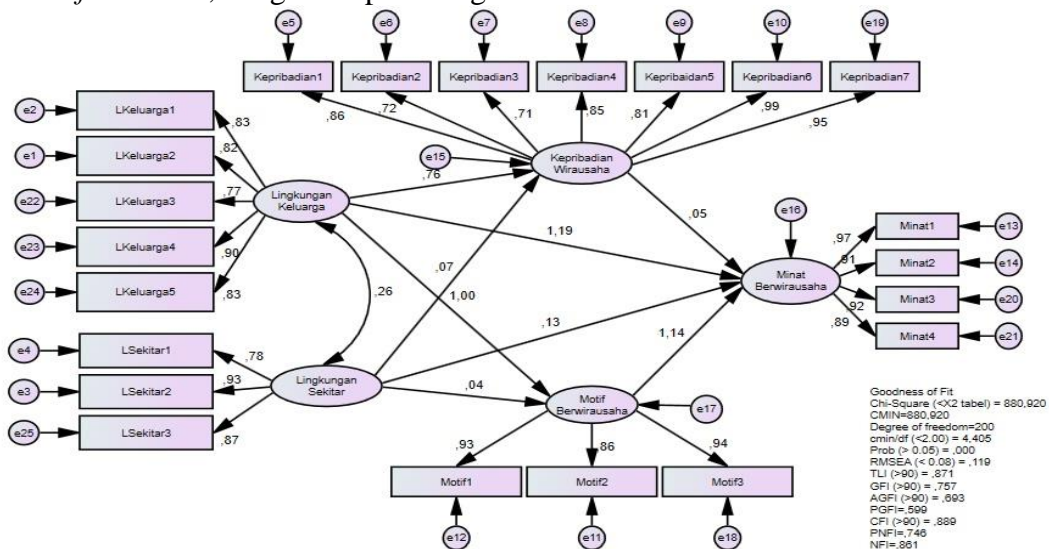 e5
e6
e7
e8
e9
e10
e19
Kepribadian1
Kepribadian2
Kepribadian3
Kepribadian4
Kepribaidan5
Kepribadian6
Kepribadian7
,86
,72
,71
,85
,81
,99
,95
e2
LKeluarga1
e1
LKeluarga2
e22
LKeluarga3
e23
LKeluarga4
e24
LKeluarga5
,83
,82
,77
,90
,83
Lingkungan
Keluarga
e15
Kepribadian
Wirausaha
,76
,05
1,19
,07
1,00
,26
,13
,04
1,14
e16
Minat
Berwirausaha
,97
,91
,92
,89
Minat1
e13
Minat2
e14
Minat3
e20
Minat4
e21
e4
LSekitar1
e3
LSekitar2
e25
LSekitar3
,78
,93
,87
Lingkungan
Sekitar
Motif
Berwirausaha
e17
,93
86
,94
Motif1
Motif2
Motif3
e12
e11
e18
Goodness of Fit
Chi-Square (<X2 tabel) = 880,920
CMIN=880,920
Degree of freedom=200
cmin/df (<2.00) = 4,405
Prob (> 0.05) = ,000
RMSEA (< 0.08) = ,119
TLI (>90) = ,871
GFI (>90) = ,757
AGFI (>90) = ,693
PGFI=,599
CFI (>90) = ,889
PNFI=,746
NFI=,861